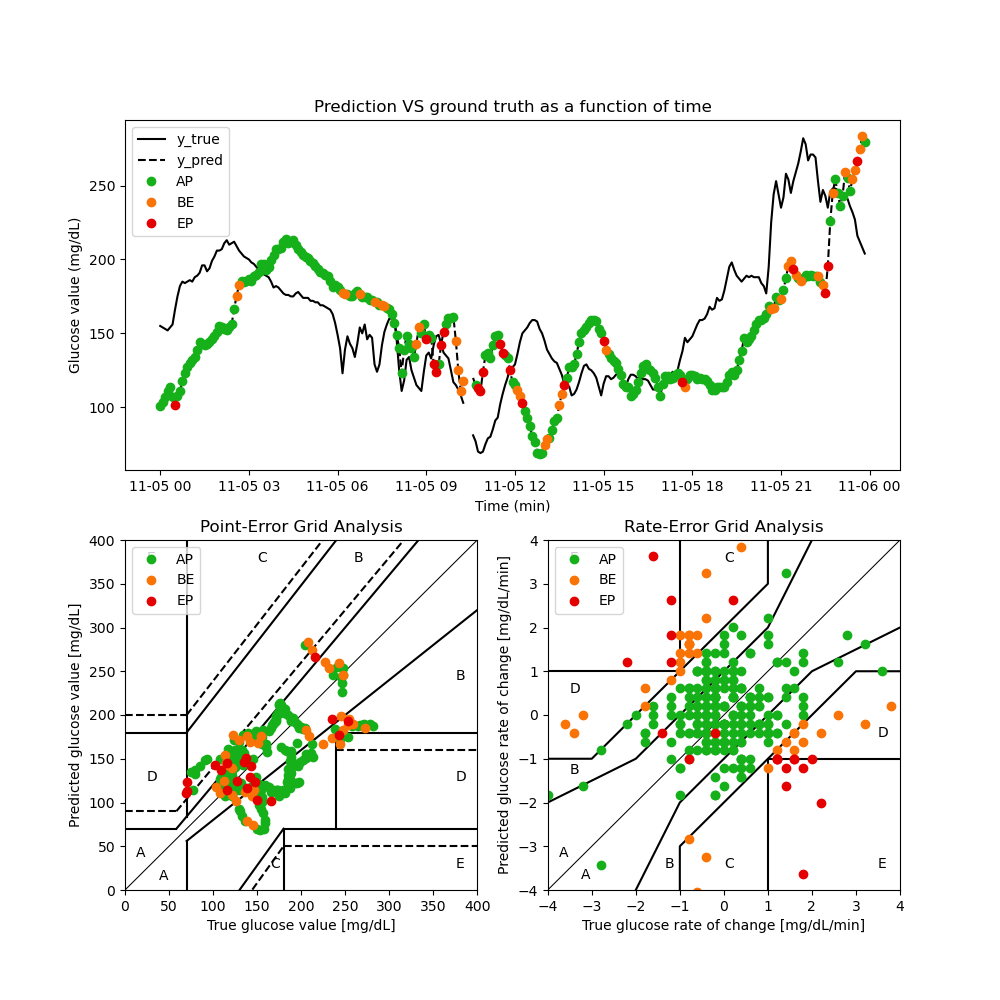 Prediction VS ground truth as a function of time
Glucose value (mg/dL)
250
200
150
100
y_true
y_pred
AP
BE
EP
11-05 00 11-05 03 11-05 06 11-05 09 11-05 12 11-05 15 11-05 18 11-05 21 11-06 00
Time (min)
Point-Error Grid Analysis
Predicted glucose value [mg/dL]
400
350
300
250
200
150
100
50
0
AP
BE
EP
C
B
B
D
D
A
A
C
E
0 50 100 150 200 250 300 350 400
True glucose value [mg/dL]
Rate-Error Grid Analysis
Predicted glucose rate of change [mg/dL/min]
4
3
2
1
0
−1
−2
−3
−4
AP
BE
EP
C
D
D
B
A
A
B
C
E
−4 −3 −2 −1 0 1 2 3 4
True glucose rate of change [mg/dL/min]